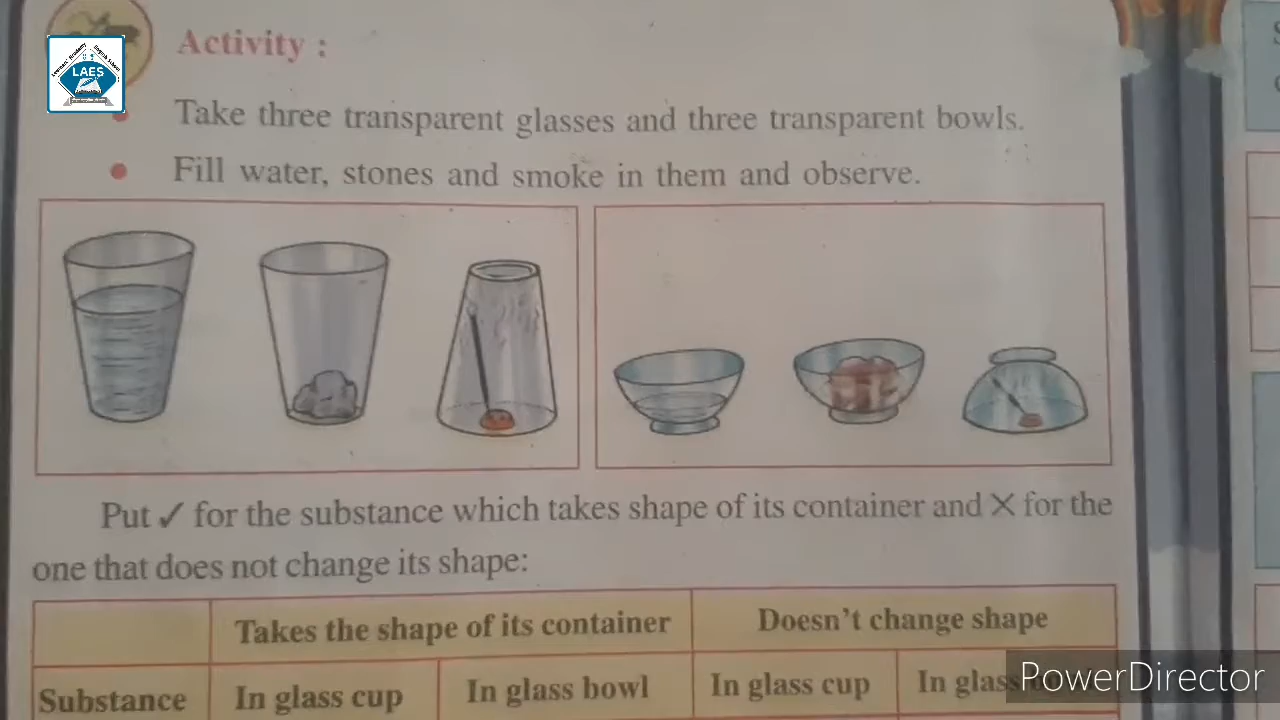 LAES
Activity :
Take three transparent glasses and three transparent bowls.
Fill water, stones and smoke in them and observe.
Put ✓ for the substance which takes shape of its container and ✕ for the
one that does not change its shape:
Takes the shape of its container Doesn't change shape
Substance In glass cup In glass bowl In glass cup In glass
PowerDirector